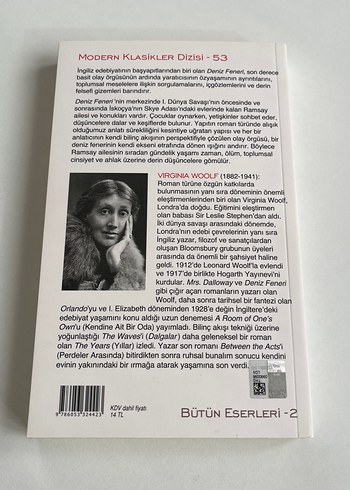 MODERN KLASİKLER DİZİSİ - 53
İngiliz edebiyatının başyapıtlarından biri olan Deniz Feneri, son derece
basit olay örgüsünün ardında yaratıcısının özyaşamının ayrıntılarını,
toplumsal meselelere ilişkin sorgulamalarını, içgözlemlerini ve derin
felsefi gizemleri barındırır.
Deniz Feneri'nin merkezinde I. Dünya Savaşı'nın öncesinde ve
sonrasında İskoçya'nın Skye Adası'ndaki evlerinde kalan Ramsay
ailesi ve konukları vardır. Çocuklar oynarken, yetişkinler sohbet eder,
düşüncelere dalar ve keşiflerde bulunur. Yapıtın roman türünde alışık
olduğumuz anlatı sürekliliğini kesintiye uğratan yapısı ve her bir
anlatıcının kendi bilinç akışının perspektifiyle çözülen olay örgüsü, bir
deniz fenerinin kendi ekseni etrafında dönen ışığını andırır. Böylece
Ramsay ailesinin sıradan gündelik yaşamı zaman, ölüm, toplumsal
cinsiyet ve ahlak üzerine derin düşüncelere gömülür.
VIRGINIA WOOLF (1882-1941):
Roman türüne özgün katkılarda
bulunmasının yanı sıra döneminin önemli
eleştirmenlerinden biri olan Virginia Woolf,
Londra'da doğdu. Eğitimini eleştirmen
olan babası Sir Leslie Stephen'dan aldı.
İki dünya savaşı arasındaki dönemde,
Londra'nın edebi çevrelerinin yanı sıra
İngiliz yazar, filozof ve sanatçılardan
oluşan Bloomsbury grubunun üyeleri
arasında da önemli bir şahsiyet haline
geldi. 1912'de Leonard Woolf'la evlendi
ve 1917'de birlikte Hogarth Yayınevi'ni
kurdular. Mrs. Dalloway ve Deniz Feneri
gibi çığır açan romanların yazarı olan
Woolf, daha sonra tarihsel bir fantezi olan
Orlando'yu ve I. Elizabeth döneminden 1928'e değin İngiltere'deki
edebiyat yaşamını konu aldığı uzun denemesi A Room of One's
Own'u (Kendine Ait Bir Oda) yayımladı. Bilinç akışı tekniği üzerine
yoğunlaştığı The Waves'i (Dalgalar) daha geleneksel bir roman
olan The Years (Yıllar) izledi. Yazar son romanı Between the Acts'i
(Perdeler Arasında) bitirdikten sonra ruhsal bunalım sonucu kendini
evinin yakınındaki bir ırmağa atarak yaşamına son verdi.
9 786053 324423
KDV dahil fiyatı
14 TL
BÜTÜN ESERLERİ -2